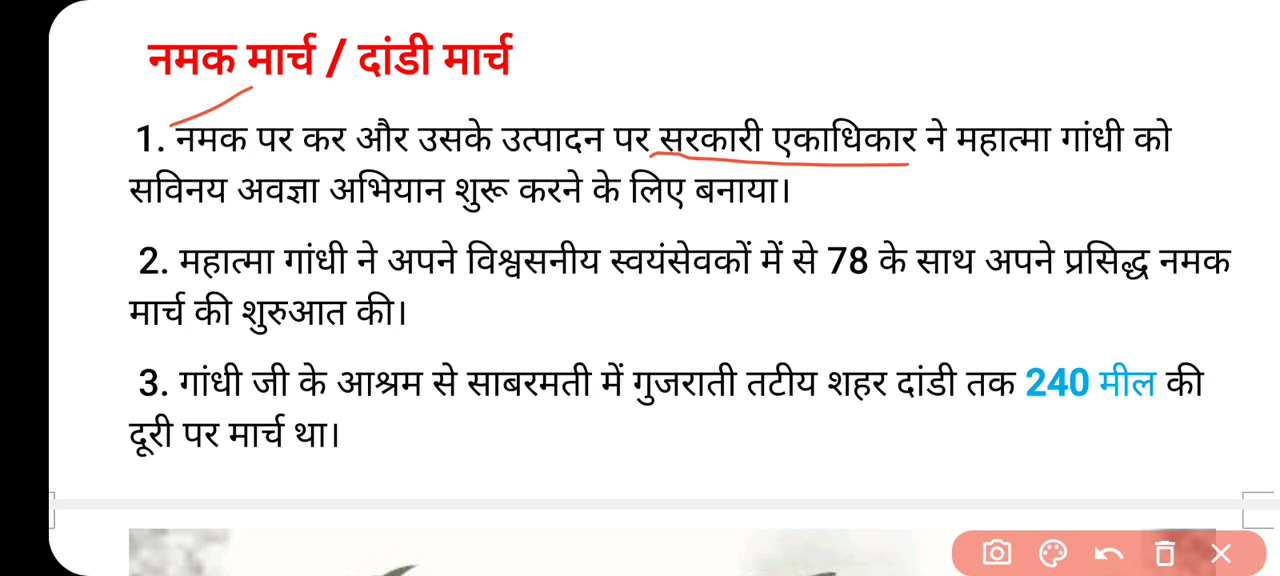 नमक मार्च / दांडी मार्च
1. नमक पर कर और उसके उत्पादन पर सरकारी एकाधिकार ने महात्मा गांधी को
सविनय अवज्ञा अभियान शुरू करने के लिए बनाया।
2. महात्मा गांधी ने अपने विश्वसनीय स्वयंसेवकों में से 78 के साथ अपने प्रसिद्ध नमक
मार्च की शुरुआत की।
3. गांधी जी के आश्रम से साबरमती में गुजराती तटीय शहर दांडी तक 240 मील की
दूरी पर मार्च था।